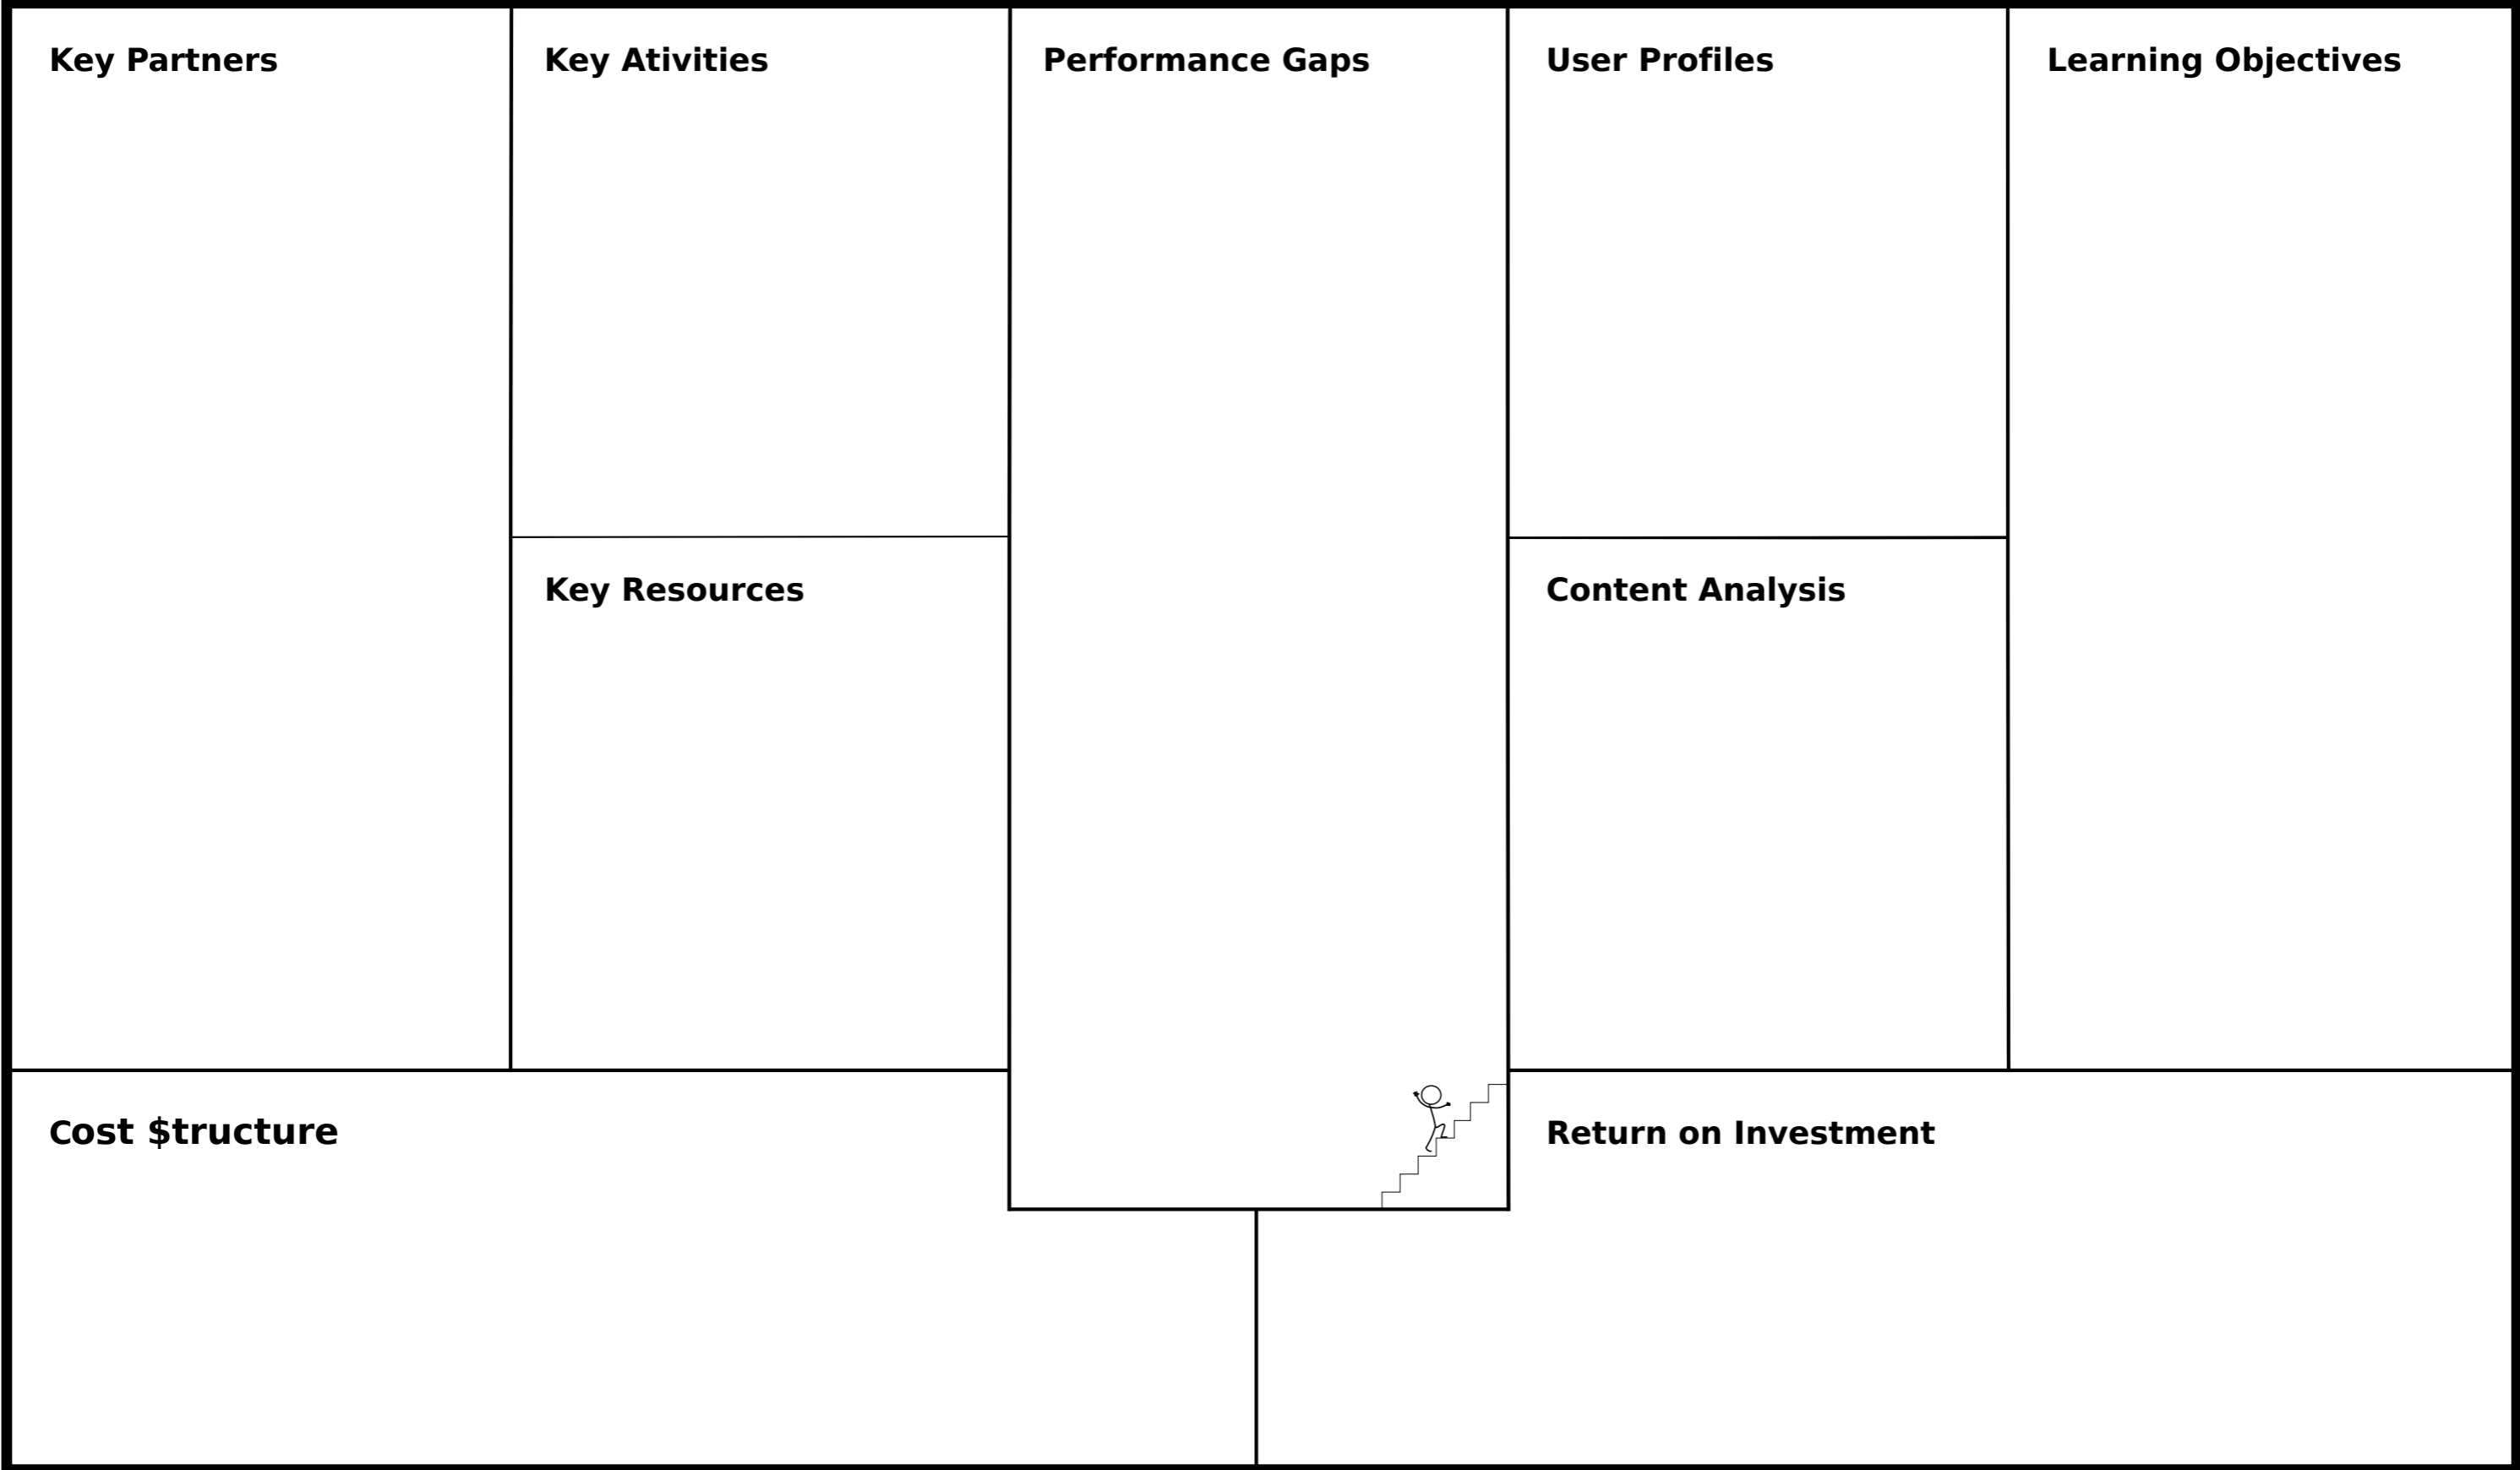 Key Partners
Key Ativities
Performance Gaps
User Profiles
Learning Objectives
Key Resources
Content Analysis
Cost $tructure
Return on Investment